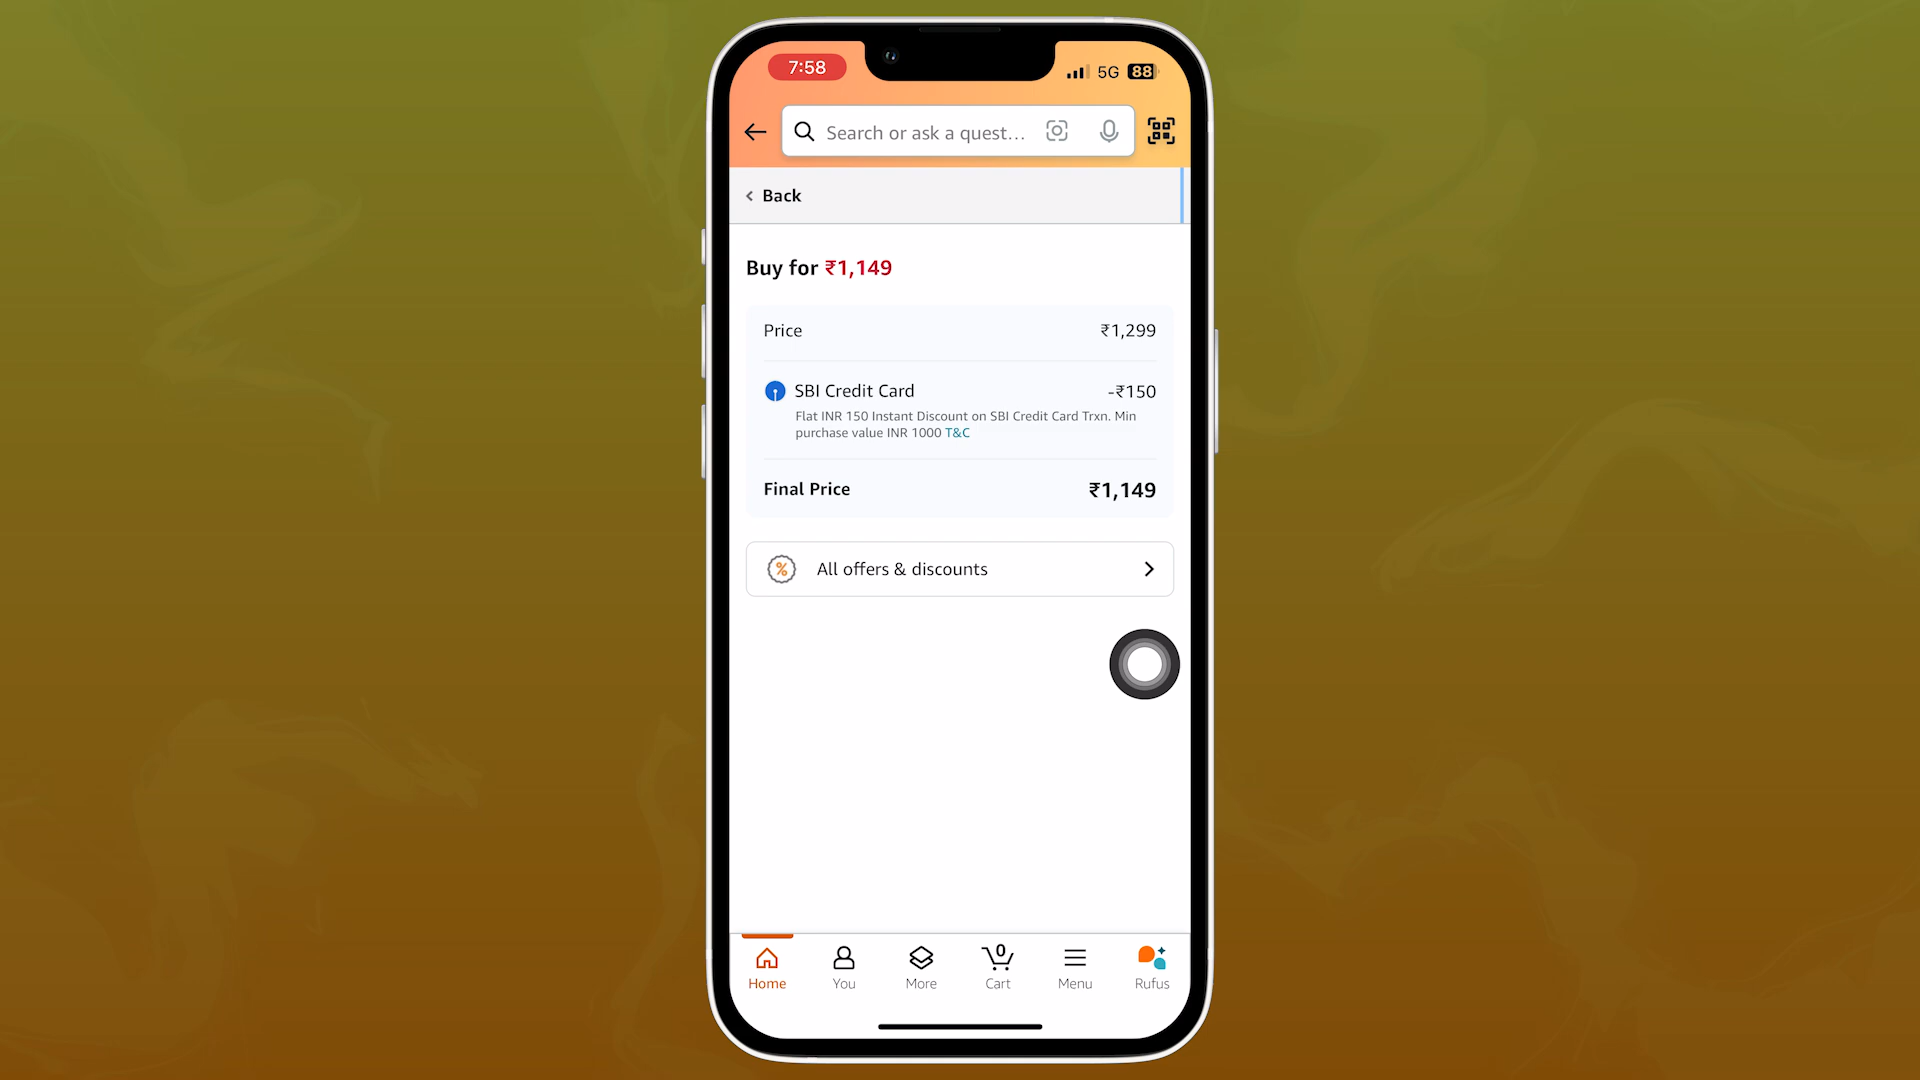 7:58
5G 88
Search or ask a quest...
Back
Buy for ₹1,149
Price ₹1,299
SBI Credit Card -₹150
Flat INR 150 Instant Discount on SBI Credit Card Trxn. Min
purchase value INR 1000 T&C
Final Price ₹1,149
% All offers & discounts
0
Home You More Cart Menu Rufus